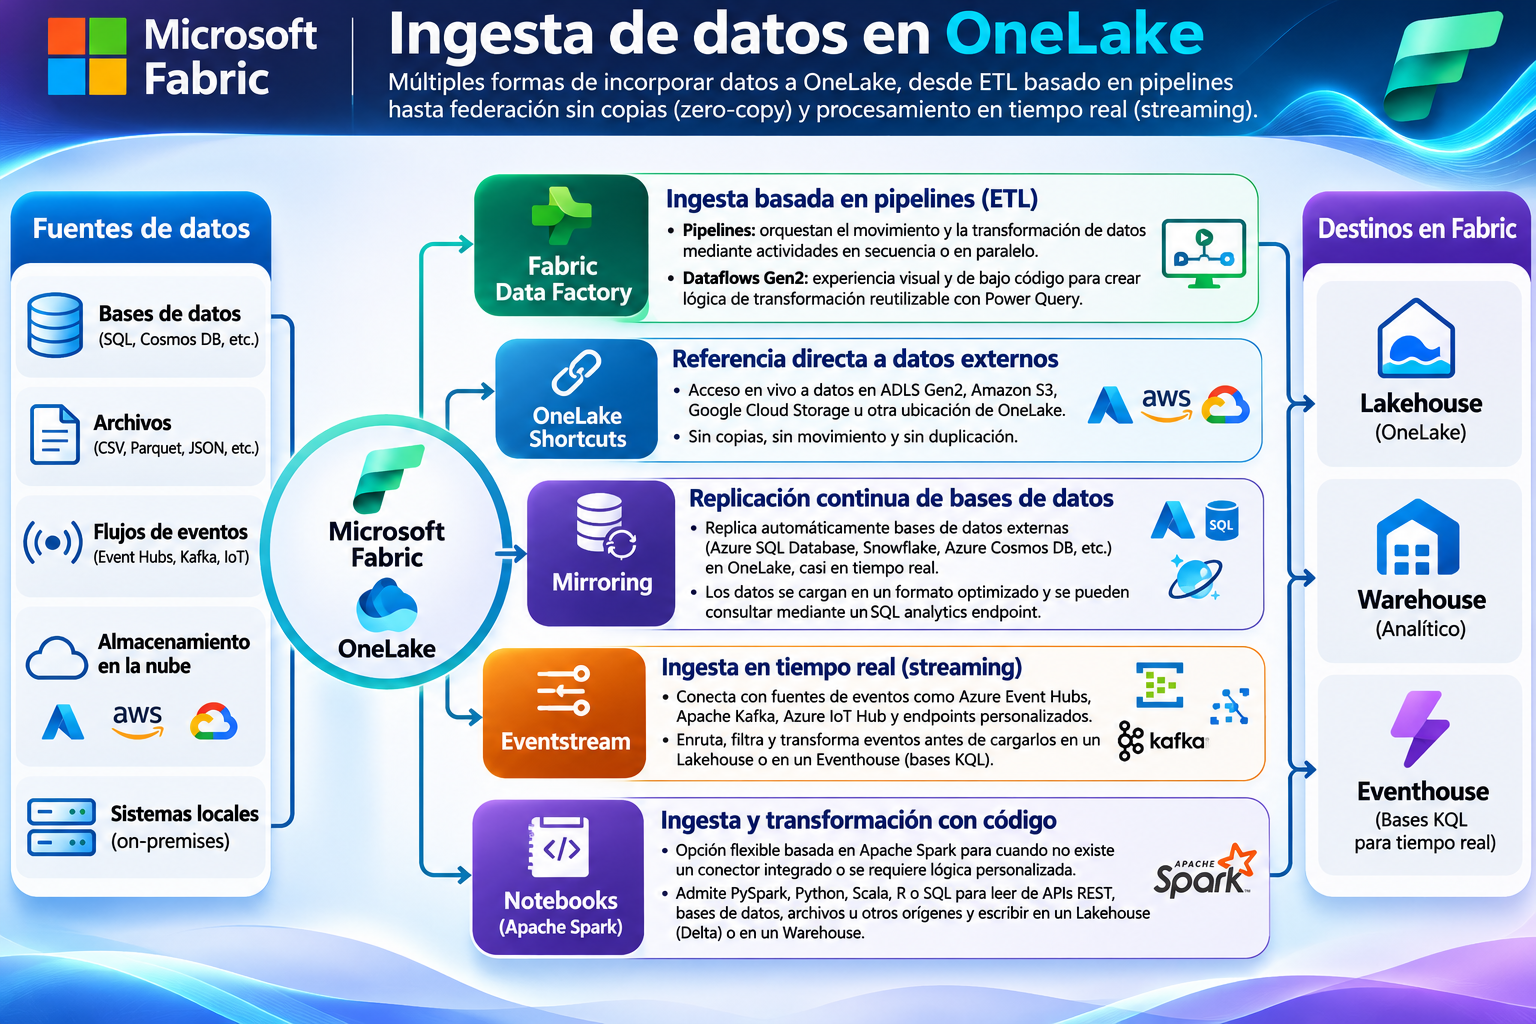 Microsoft
Fabric
Ingesta de datos en OneLake
Múltiples formas de incorporar datos a OneLake, desde ETL basado en pipelines
hasta federación sin copias (zero-copy) y procesamiento en tiempo real (streaming).
Fuentes de datos
Bases de datos
(SQL, Cosmos DB, etc.)
Archivos
(CSV, Parquet, JSON, etc.)
Flujos de eventos
(Event Hubs, Kafka, IoT)
Almacenamiento
en la nube
aws
Sistemas locales
(on-premises)
Microsoft
Fabric
OneLake
Fabric
Data Factory
Ingesta basada en pipelines (ETL)
• Pipelines: orquestan el movimiento y la transformación de datos
mediante actividades en secuencia o en paralelo.
• Dataflows Gen2: experiencia visual y de bajo código para crear
lógica de transformación reutilizable con Power Query.
OneLake
Shortcuts
Referencia directa a datos externos
• Acceso en vivo a datos en ADLS Gen2, Amazon S3,
Google Cloud Storage u otra ubicación de OneLake.
• Sin copias, sin movimiento y sin duplicación.
aws
Mirroring
Replicación continua de bases de datos
• Replica automáticamente bases de datos externas
(Azure SQL Database, Snowflake, Azure Cosmos DB, etc.)
en OneLake, casi en tiempo real.
• Los datos se cargan en un formato optimizado y se pueden
consultar mediante un SQL analytics endpoint.
SQL
Eventstream
Ingesta en tiempo real (streaming)
• Conecta con fuentes de eventos como Azure Event Hubs,
Apache Kafka, Azure IoT Hub y endpoints personalizados.
• Enruta, filtra y transforma eventos antes de cargarlos en un
Lakehouse o en un Eventhouse (bases KQL).
kafka
Notebooks
(Apache Spark)
Ingesta y transformación con código
• Opción flexible basada en Apache Spark para cuando no existe
un conector integrado o se requiere lógica personalizada.
• Admite PySpark, Python, Scala, R o SQL para leer de APIs REST,
bases de datos, archivos u otros orígenes y escribir en un Lakehouse
(Delta) o en un Warehouse.
APACHE
Spark
Destinos en Fabric
Lakehouse
(OneLake)
Warehouse
(Analítico)
Eventhouse
(Bases KQL
para tiempo real)